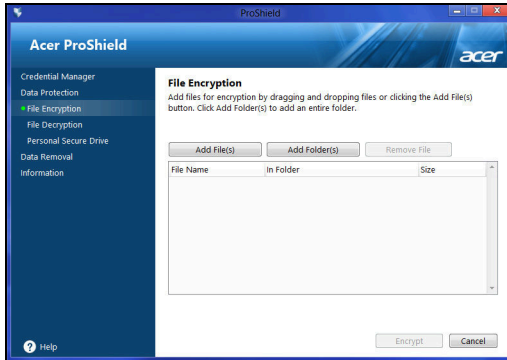 ProShield
Acer ProShield
acer
Credential Manager
Data Protection
File Encryption
File Decryption
Personal Secure Drive
Data Removal
Information
Help
File Encryption
Add files for encryption by dragging and dropping files or clicking the Add File(s)
button. Click Add Folder(s) to add an entire folder.
Add File(s) Add Folder(s) Remove File
File Name In Folder Size
Encrypt Cancel